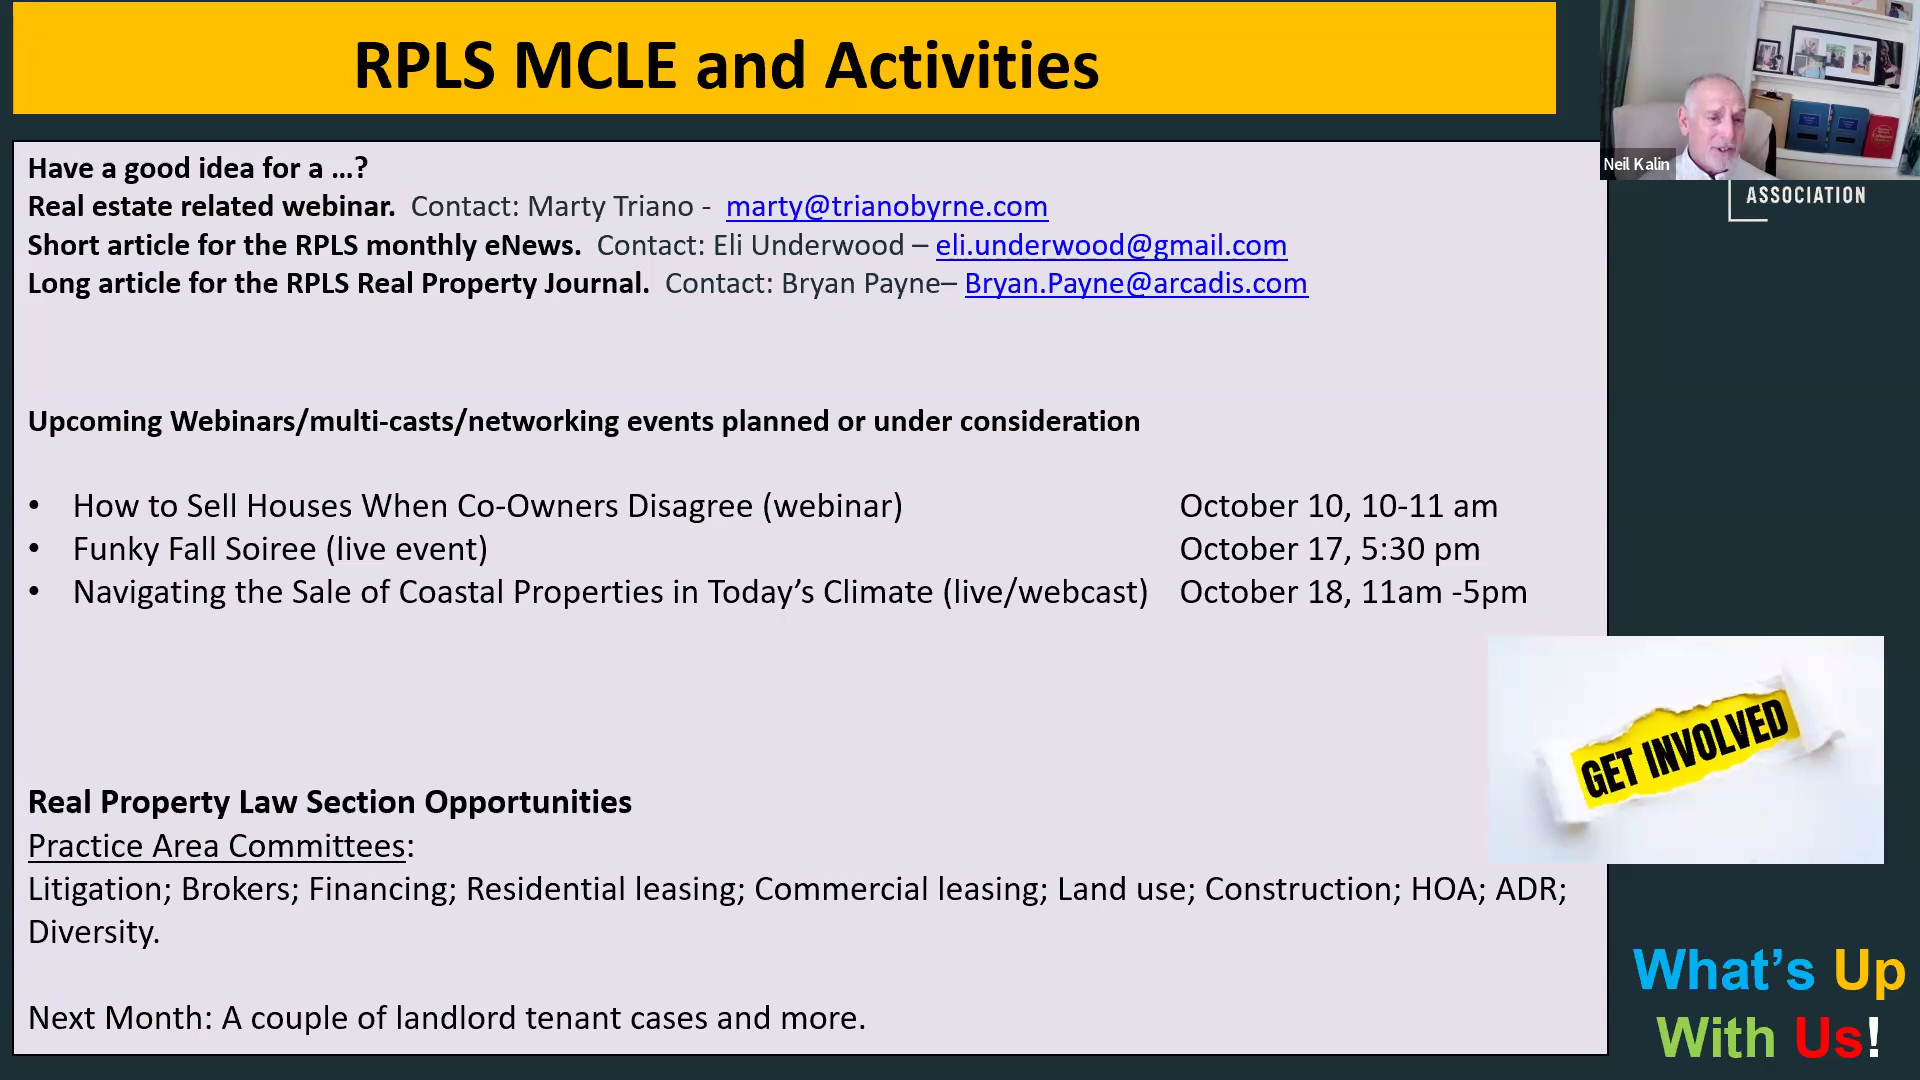 RPLS MCLE and Activities
Neil Kalin
ASSOCIATION
Have a good idea for a ...?
Real estate related webinar. Contact: Marty Triano - marty@trianobyrne.com
Short article for the RPLS monthly eNews. Contact: Eli Underwood – eli.underwood@gmail.com
Long article for the RPLS Real Property Journal. Contact: Bryan Payne– Bryan.Payne@arcadis.com
Upcoming Webinars/multi-casts/networking events planned or under consideration
• How to Sell Houses When Co-Owners Disagree (webinar) October 10, 10-11 am
• Funky Fall Soiree (live event) October 17, 5:30 pm
• Navigating the Sale of Coastal Properties in Today’s Climate (live/webcast) October 18, 11am -5pm
GET INVOLVED
Real Property Law Section Opportunities
Practice Area Committees:
Litigation; Brokers; Financing; Residential leasing; Commercial leasing; Land use; Construction; HOA; ADR;
Diversity.
Next Month: A couple of landlord tenant cases and more.
What’s Up
With Us!